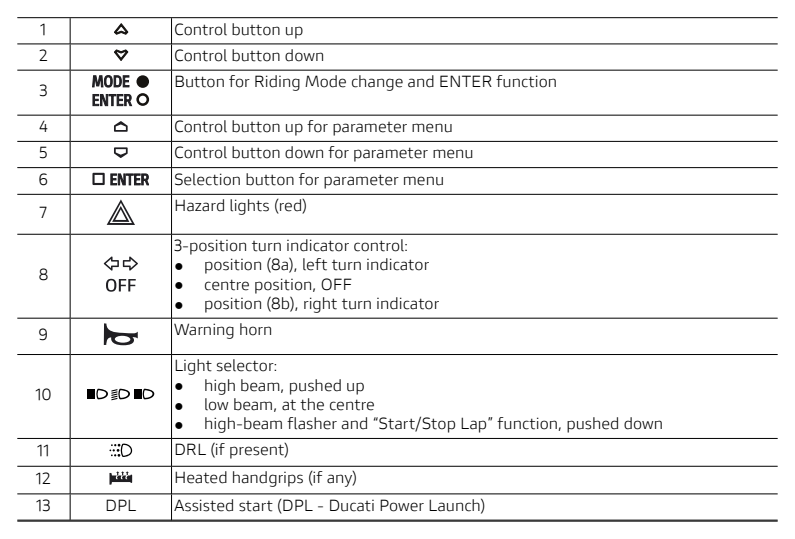 1 Control button up
2 Control button down
3 MODE ENTER Button for Riding Mode change and ENTER function
4 Control button up for parameter menu
5 Control button down for parameter menu
6 ENTER Selection button for parameter menu
7 Hazard lights (red)
8 OFF 3-position turn indicator control:
● position (8a), left turn indicator
● centre position, OFF
● position (8b), right turn indicator
9 Warning horn
10 Light selector:
● high beam, pushed up
● low beam, at the centre
● high-beam flasher and “Start/Stop Lap” function, pushed down
11 DRL (if present)
12 Heated handgrips (if any)
13 DPL Assisted start (DPL - Ducati Power Launch)